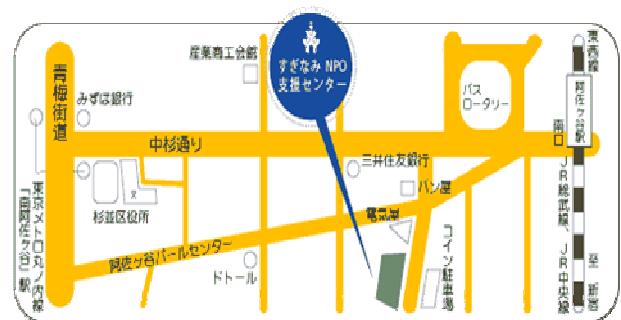 すぎなみ NPO
支援センター
産業商工会館
青梅街道
みずほ銀行
中杉通り
杉並区役所
東京メトロ丸ノ内線
「南阿佐ヶ谷」駅
阿佐ヶ谷パールセンター
ドトール
三井住友銀行
パン屋
電気屋
コイン駐車場
バス
ロータリー
南口
阿佐ヶ谷駅
東西線
JR総武線、JR中央線
至 新宿